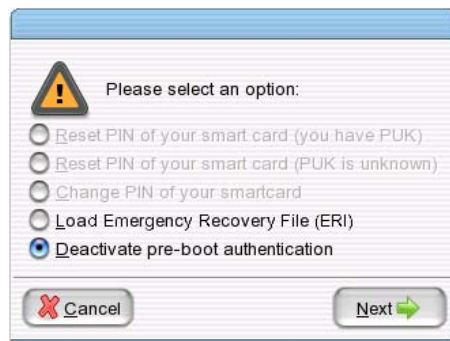 Please select an option:
Reset PIN of your smart card (you have PUK)
Reset PIN of your smart card (PUK is unknown)
Change PIN of your smartcard
Load Emergency Recovery File (ERI)
Deactivate pre-boot authentication
Cancel
Next